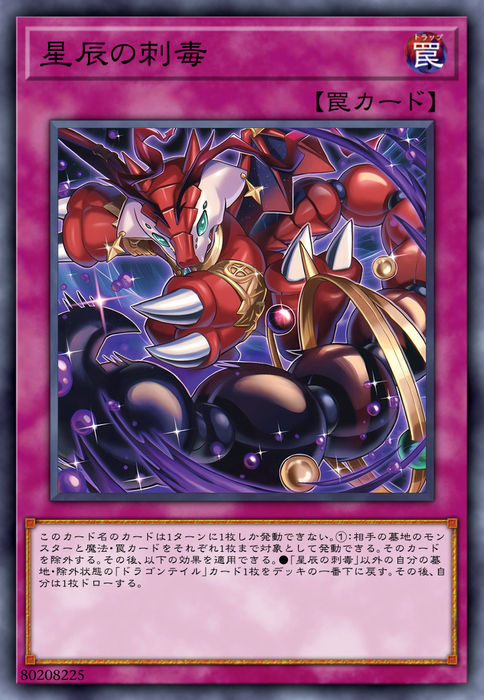 星辰の刺毒
トラップ
罠
【罠カード】
このカード名のカードは1ターンに1枚しか発動できない。①:相手の墓地のモン
スターと魔法・罠カードをそれぞれ1枚まで対象として発動できる。そのカード
を除外する。その後、以下の効果を適用できる。●「星辰の刺毒」以外の自分の墓
地・除外状態の「ドラゴンテイル」カード1枚をデッキの一番下に戻す。その後、自
分は1枚ドローする。
80208225